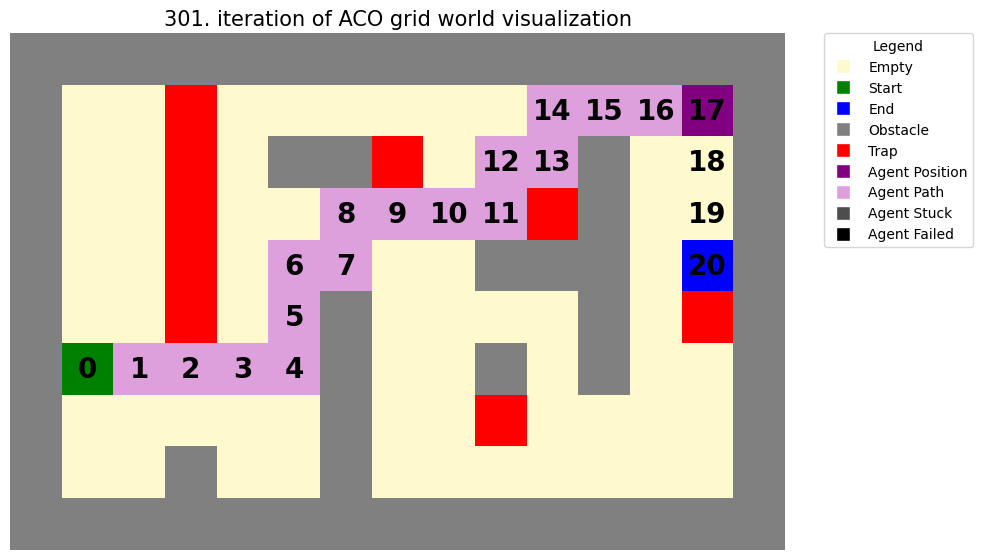 301. iteration of ACO grid world visualization
14 15 16 17
12 13 18
8 9 10 11 19
6 7 20
5
0 1 2 3 4
Legend
Empty
Start
End
Obstacle
Trap
Agent Position
Agent Path
Agent Stuck
Agent Failed